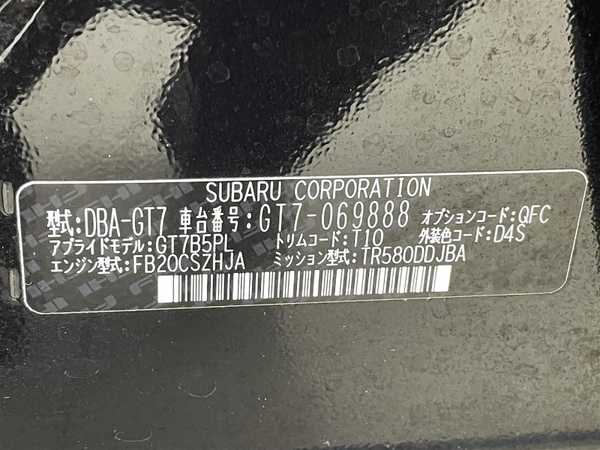 SUBARU CORPORATION
型式:DBA-GT7 車台番号:GT7-069888 オプションコード:QFC
アプライドモデル:GT7B5PL トリムコード:T10 外装色コード:D4S
エンジン型式:FB20CSZHJA ミッション型式:TR580DDJBA